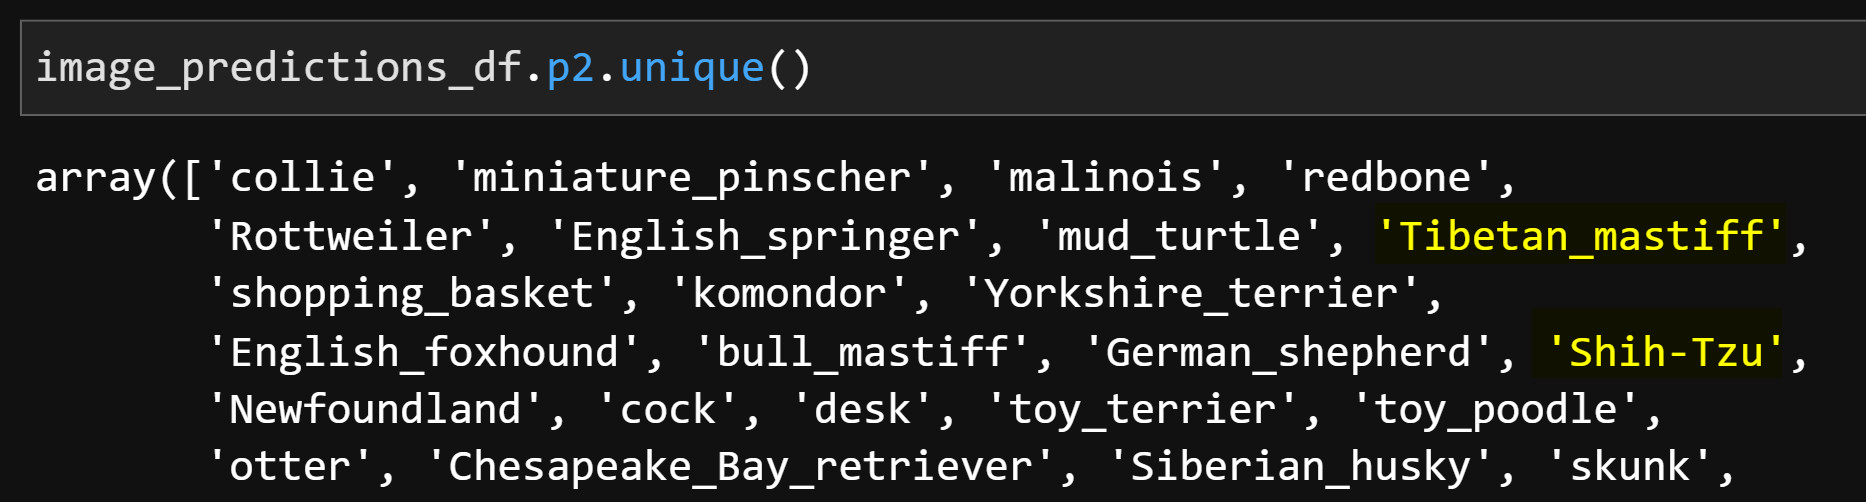 image_predictions_df.p2.unique()
array(['collie', 'miniature_pinscher', 'malinois', 'redbone',
'Rottweiler', 'English_springer', 'mud_turtle', 'Tibetan_mastiff',
'shopping_basket', 'komondor', 'Yorkshire_terrier',
'English_foxhound', 'bull_mastiff', 'German_shepherd', 'Shih-Tzu',
'Newfoundland', 'cock', 'desk', 'toy_terrier', 'toy_poodle',
'otter', 'Chesapeake_Bay_retriever', 'Siberian_husky', 'skunk',